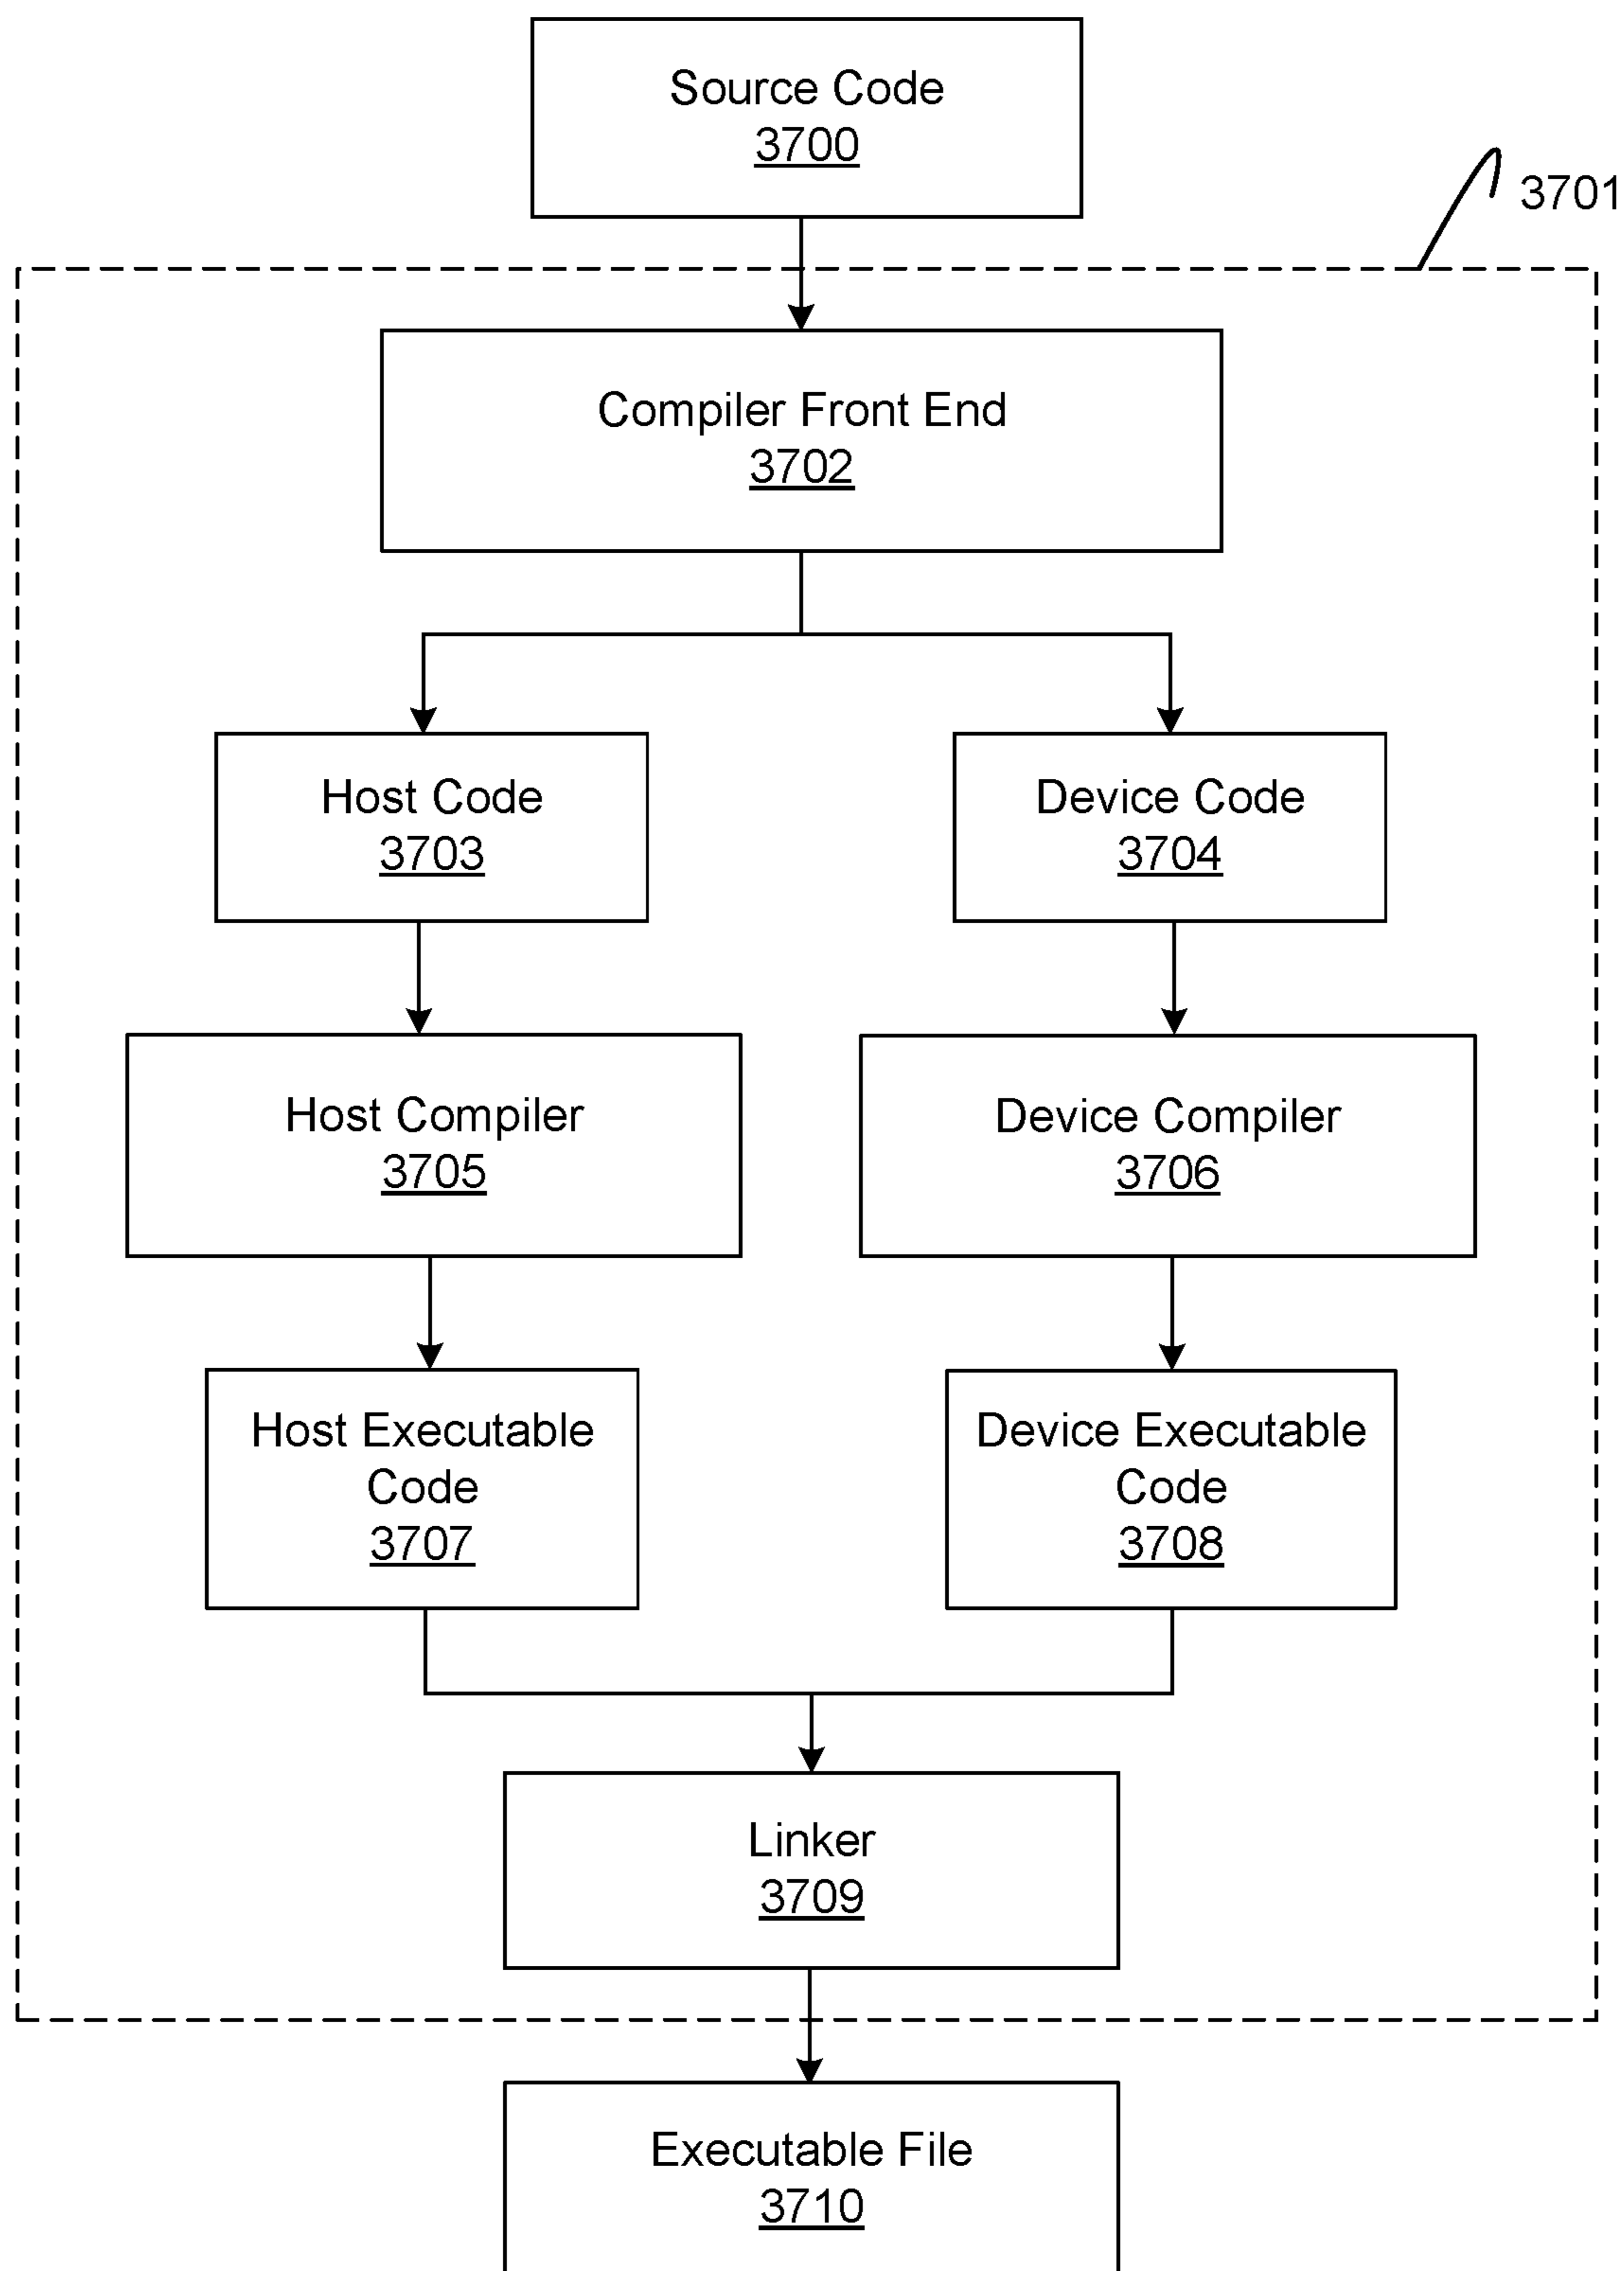 Source Code
3700
3701
Compiler Front End
3702
Host Code
3703
Device Code
3704
Host Compiler
3705
Device Compiler
3706
Host Executable
Code
3707
Device Executable
Code
3708
Linker
3709
Executable File
3710